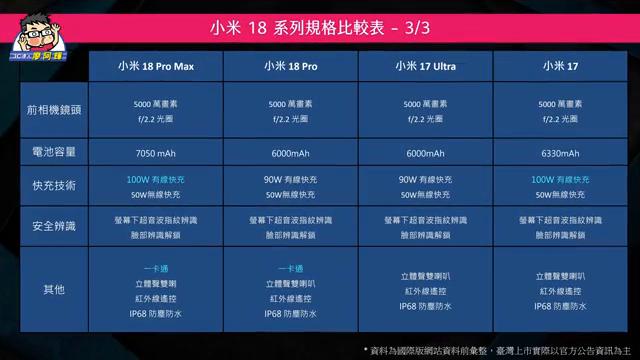 小米 18 系列規格比較表 - 3/3
廖阿輝
小米 18 Pro Max 小米 18 Pro 小米 17 Ultra 小米 17
前相機鏡頭 5000 萬畫素 5000 萬畫素 5000 萬畫素 5000 萬畫素
f/2.2 光圈 f/2.2 光圈 f/2.2 光圈 f/2.2 光圈
電池容量 7050 mAh 6000mAh 6000mAh 6330mAh
快充技術 100W 有線快充 90W 有線快充 90W 有線快充 100W 有線快充
50W無線快充 50W無線快充 50W無線快充 50W無線快充
安全辨識 螢幕下超音波指紋辨識 螢幕下超音波指紋辨識 螢幕下超音波指紋辨識 螢幕下超音波指紋辨識
臉部辨識解鎖 臉部辨識解鎖 臉部辨識解鎖 臉部辨識解鎖
其他 一卡通 一卡通
立體聲雙喇 立體聲雙喇叭 立體聲雙喇叭 立體聲雙喇叭
紅外線遙控 紅外線遙控 紅外線遙控 紅外線遙控
IP68 防塵防水 IP68 防塵防水 IP68 防塵防水 IP68 防塵防水
* 資料為國際版網站資料前彙整，臺灣上市實際以官方公告資訊為主